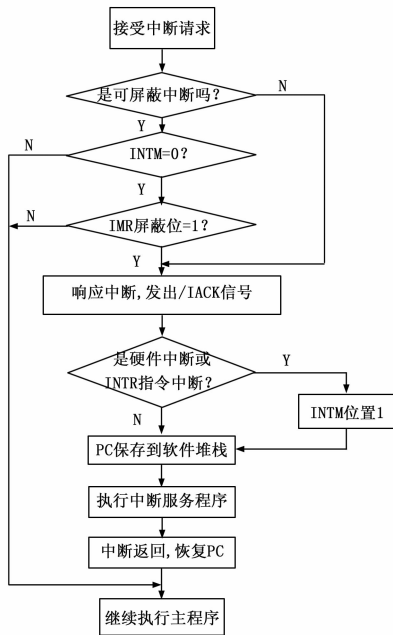 接受中断请求
是可屏蔽中断吗?
N
Y
N
INTM=0?
Y
N
IMR屏蔽位=1?
Y
响应中断,发出/IACK信号
是硬件中断或
INTR指令中断?
Y
N
INTM位置1
PC保存到软件堆栈
执行中断服务程序
中断返回,恢复PC
继续执行主程序